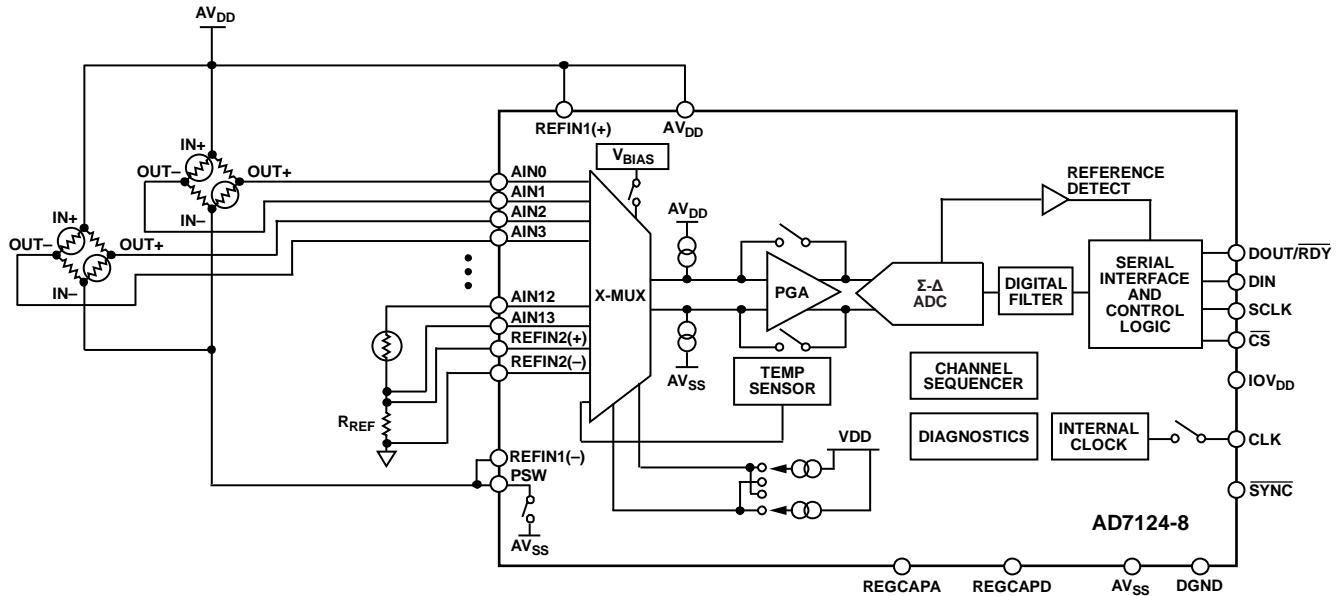 AVDD
REFIN1(+)
AVDD
IN+
OUT–
OUT+
IN–
IN+
OUT–
OUT+
IN–
AIN0
AIN1
AIN2
AIN3
AIN12
AIN13
REFIN2(+)
REFIN2(–)
RREF
REFIN1(–)
PSW
AVSS
VBIAS
X-MUX
AVDD
AVSS
PGA
TEMP
SENSOR
VDD
Σ-Δ
ADC
REFERENCE
DETECT
DIGITAL
FILTER
SERIAL
INTERFACE
AND
CONTROL
LOGIC
CHANNEL
SEQUENCER
DIAGNOSTICS
INTERNAL
CLOCK
DOUT/RDY
DIN
SCLK
CS
IOVDD
CLK
SYNC
AD7124-8
REGCAPA
REGCAPD
AVSS
DGND